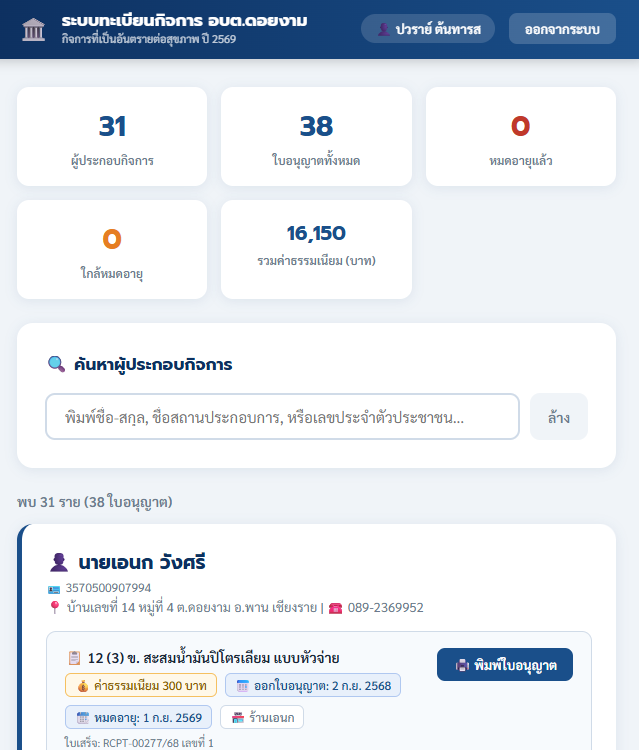 ระบบทะเบียนกิจการ อบต.ดอยงาม
กิจการที่เป็นอันตรายต่อสุขภาพ ปี 2569
ปวราย์ ต้นทารส
ออกจากระบบ
31
ผู้ประกอบกิจการ
38
ใบอนุญาตทั้งหมด
0
หมดอายุแล้ว
0
ใกล้หมดอายุ
16,150
รวมค่าธรรมเนียม (บาท)
ค้นหาผู้ประกอบกิจการ
พิมพ์ชื่อ-สกุล, ชื่อสถานประกอบการ, หรือเลขประจำตัวประชาชน...
ล้าง
พบ 31 ราย (38 ใบอนุญาต)
นายเอนก วังศรี
3570500907994
บ้านเลขที่ 14 หมู่ที่ 4 ต.ดอยงาม อ.พาน เชียงราย | 089-2369952
12 (3) ข. สะสมน้ำมันปิโตรเลียม แบบหัวจ่าย
พิมพ์ใบอนุญาต
ค่าธรรมเนียม 300 บาท
ออกใบอนุญาต: 2 ก.ย. 2568
หมดอายุ: 1 ก.ย. 2569
ร้านเอนก
ใบเสร็จ: RCPT-00277/68 เลขที่ 1